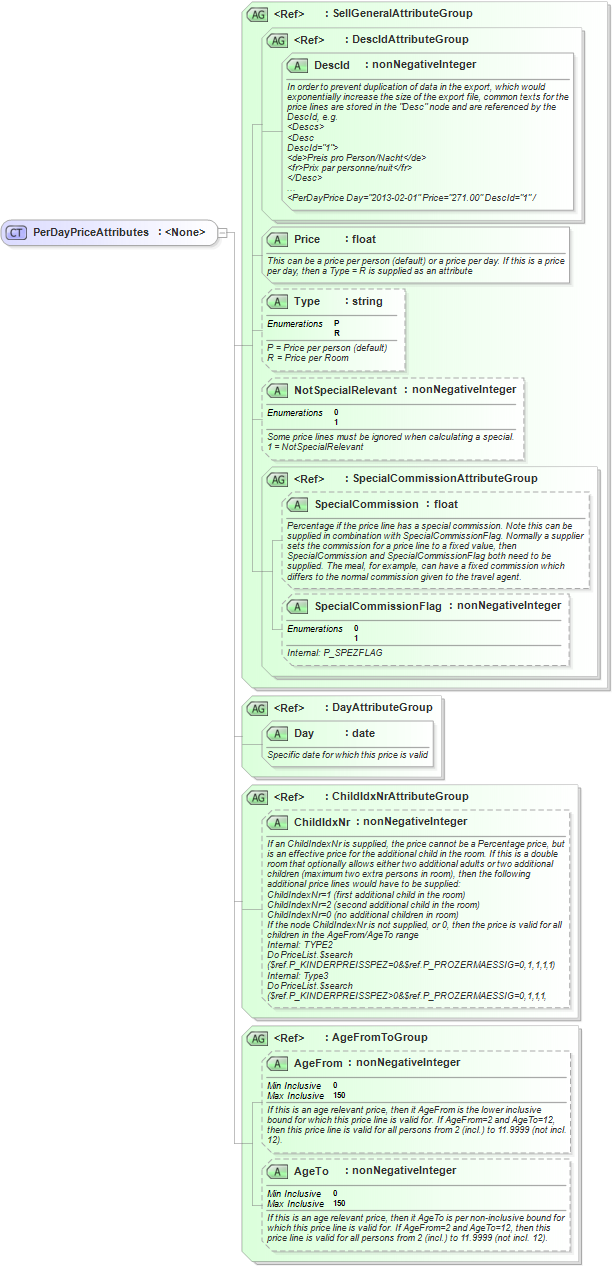 AG <Ref> : SellGeneralAttributeGroup
AG <Ref> : DescIdAttributeGroup
A DescId : nonNegativeInteger
In order to prevent duplication of data in the export, which would
exponentially increase the size of the export file, common texts for the
price lines are stored in the "Desc" node and are referenced by the
DescId, e.g.
<Descs>
<Desc
DescId="1">
<de>Preis pro Person/Nacht</de>
<fr>Prix par personne/nuit</fr>
</Desc>
...
<PerDayPrice Day="2013-02-01" Price="271.00" DescId="1" /
CT PerDayPriceAttributes : <None>
A Price : float
This can be a price per person (default) or a price per day. If this is a price
per day, then a Type = R is supplied as an attribute
A Type : string
Enumerations P
R
P = Price per person (default)
R = Price per Room
A NotSpecialRelevant : nonNegativeInteger
Enumerations 0
1
Some price lines must be ignored when calculating a special.
1 = NotSpecialRelevant
AG <Ref> : SpecialCommissionAttributeGroup
A SpecialCommission : float
Percentage if the price line has a special commission. Note this can be
supplied in combination with SpecialCommissionFlag. Normally a supplier
sets the commission for a price line to a fixed value, then
SpecialCommission and SpecialCommissionFlag both need to be
supplied. The meal, for example, can have a fixed commission which
differs to the normal commission given to the travel agent.
A SpecialCommissionFlag : nonNegativeInteger
Enumerations 0
1
Internal: P_SPEZFLAG
AG <Ref> : DayAttributeGroup
A Day : date
Specific date for which this price is valid
AG <Ref> : ChildIdxNrAttributeGroup
A ChildIdxNr : nonNegativeInteger
If an ChildIndexNr is supplied, the price cannot be a Percentage price, but
is an effective price for the additional child in the room. If this is a double
room that optionally allows either two additional adults or two additional
children (maximum two extra persons in room), then the following
additional price lines would have to be supplied:
ChildIndexNr=1 (first additional child in the room)
ChildIndexNr=2 (second additional child in the room)
ChildIndexNr=0 (no additional children in room)
If the node ChildIndexNr is not supplied, or 0, then the price is valid for all
children in the AgeFrom/AgeTo range
Internal: TYPE2
Do PriceList.$search
($ref.P_KINDERPREISSPEZ=0&$ref.P_PROZERMAESSIG=0,1,1,1,1)
Internal: Type3
Do PriceList.$search
($ref.P_KINDERPREISSPEZ>0&$ref.P_PROZERMAESSIG=0,1,1,1,
AG <Ref> : AgeFromToGroup
A AgeFrom : nonNegativeInteger
Min Inclusive 0
Max Inclusive 150
If this is an age relevant price, then it AgeFrom is the lower inclusive
bound for which this price line is valid for. If AgeFrom=2 and AgeTo=12,
then this price line is valid for all persons from 2 (incl.) to 11.9999 (not incl.
12).
A AgeTo : nonNegativeInteger
Min Inclusive 0
Max Inclusive 150
If this is an age relevant price, then it AgeTo is per non-inclusive bound for
which this price line is valid for. If AgeFrom=2 and AgeTo=12, then this
price line is valid for all persons from 2 (incl.) to 11.9999 (not incl. 12).